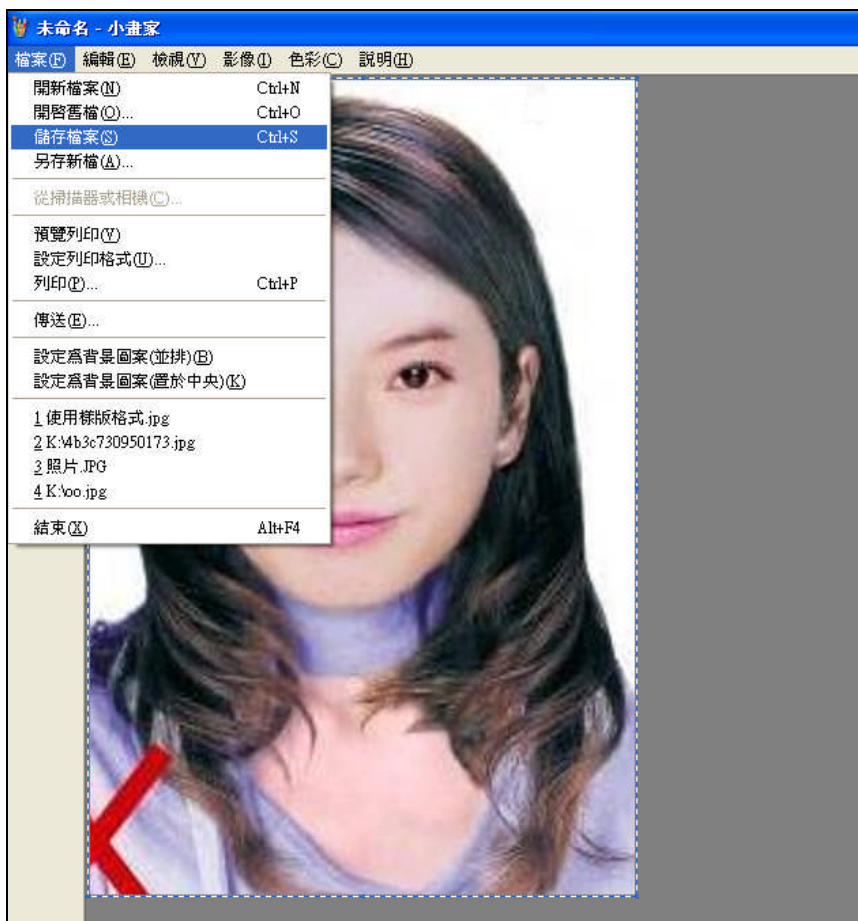 未命名 - 小畫家
檔案(F) 編輯(E) 檢視(V) 影像(I) 色彩(C) 說明(H)
開新檔案(N) Ctrl+N
開啟舊檔(O)... Ctrl+O
儲存檔案(S) Ctrl+S
另存新檔(A)...
從掃描器或相機(C)...
預覽列印(V)
設定列印格式(U)...
列印(P)... Ctrl+P
傳送(E)...
設定為背景圖案(並排)(B)
設定為背景圖案(置於中央)(K)
1 使用樣版格式.jpg
2 K:\4b3c730950173.jpg
3 照片.JPG
4 K:\oo.jpg
結束(X) Alt+F4